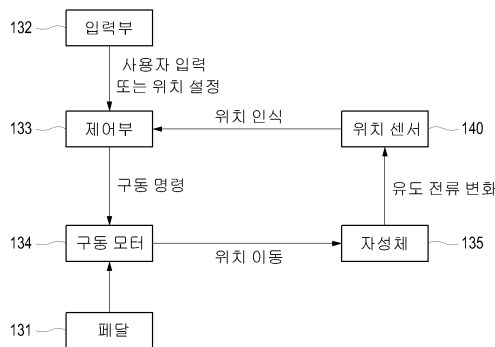 132
입력부
사용자 입력
또는 위치 설정
133
제어부
위치 인식
위치 센서
140
구동 명령
유도 전류 변화
134
구동 모터
위치 이동
자성체
135
131
페달